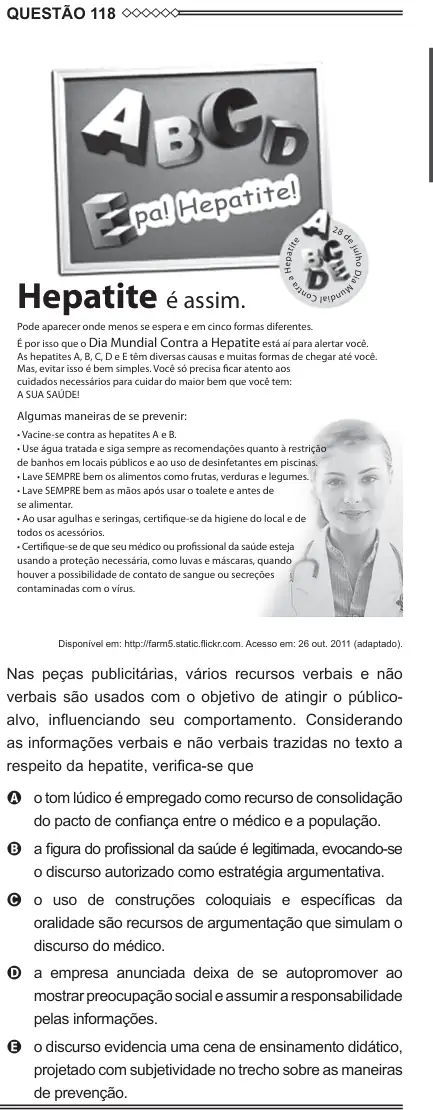 QUESTÃO 118
A B C D
Epa! Hepatite!
28 de julho Dia Mundial Contra a Hepatite
A
B C
D E
Hepatite é assim.
Pode aparecer onde menos se espera e em cinco formas diferentes.
É por isso que o Dia Mundial Contra a Hepatite está aí para alertar você.
As hepatites A, B, C, D e E têm diversas causas e muitas formas de chegar até você.
Mas, evitar isso é bem simples. Você só precisa ficar atento aos
cuidados necessários para cuidar do maior bem que você tem:
A SUA SAÚDE!
Algumas maneiras de se prevenir:
• Vacine-se contra as hepatites A e B.
• Use água tratada e siga sempre as recomendações quanto à restrição
de banhos em locais públicos e ao uso de desinfetantes em piscinas.
• Lave SEMPRE bem os alimentos como frutas, verduras e legumes.
• Lave SEMPRE bem as mãos após usar o toalete e antes de
se alimentar.
• Ao usar agulhas e seringas, certifique-se da higiene do local e de
todos os acessórios.
• Certifique-se de que seu médico ou profissional da saúde esteja
usando a proteção necessária, como luvas e máscaras, quando
houver a possibilidade de contato de sangue ou secreções
contaminadas com o vírus.
Disponível em: http://farm5.static.flickr.com. Acesso em: 26 out. 2011 (adaptado).
Nas peças publicitárias, vários recursos verbais e não
verbais são usados com o objetivo de atingir o público-
alvo, influenciando seu comportamento. Considerando
as informações verbais e não verbais trazidas no texto a
respeito da hepatite, verifica-se que
A o tom lúdico é empregado como recurso de consolidação
do pacto de confiança entre o médico e a população.
B a figura do profissional da saúde é legitimada, evocando-se
o discurso autorizado como estratégia argumentativa.
C o uso de construções coloquiais e específicas da
oralidade são recursos de argumentação que simulam o
discurso do médico.
D a empresa anunciada deixa de se autopromover ao
mostrar preocupação social e assumir a responsabilidade
pelas informações.
E o discurso evidencia uma cena de ensinamento didático,
projetado com subjetividade no trecho sobre as maneiras
de prevenção.